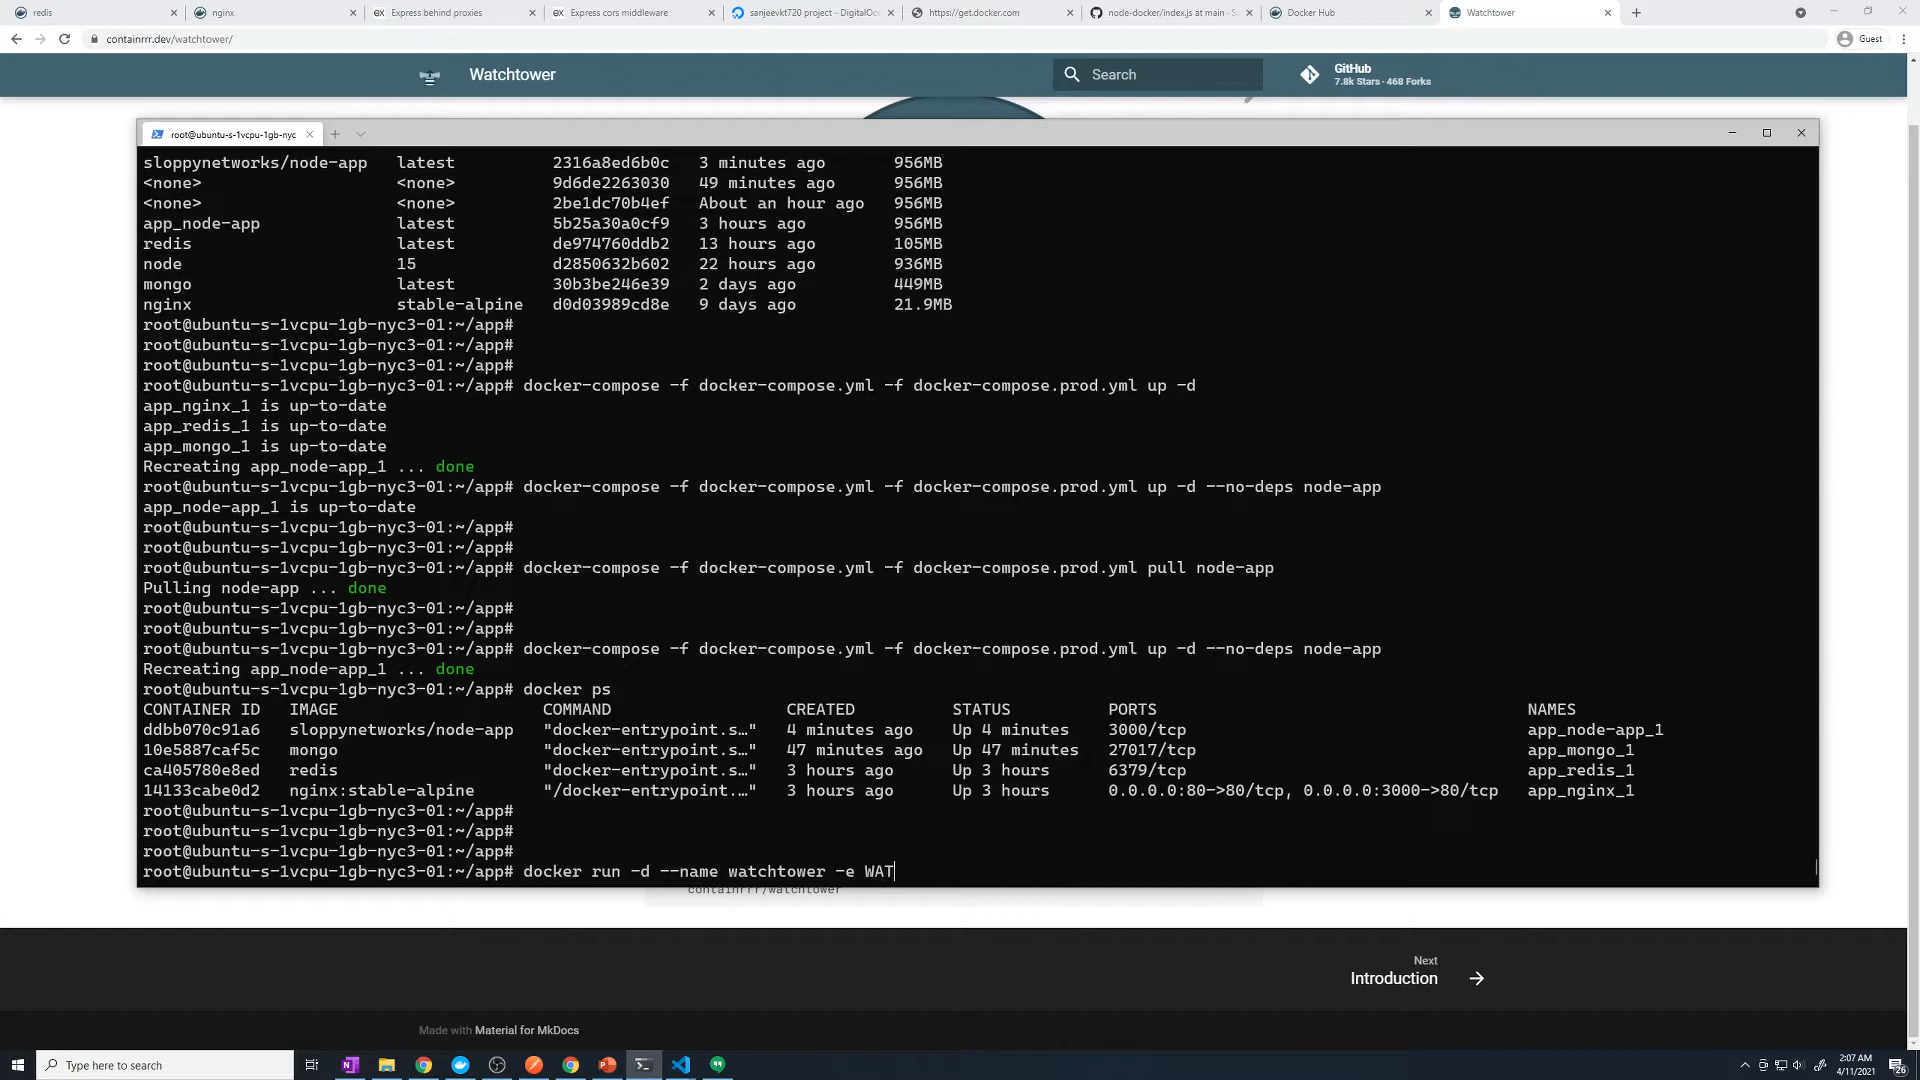 redis
nginx
Express behind proxies
Express cors middleware
sanjeevkt720 project - DigitalOce
https://get.docker.com
node-docker/index.js at main · S
Docker Hub
Watchtower
containrrr.dev/watchtower/
Guest
Watchtower
Search
GitHub
7.8k Stars · 468 Forks
root@ubuntu-s-1vcpu-1gb-nyc
sloppynetworks/node-app latest 2316a8ed6b0c 3 minutes ago 956MB
<none> <none> 9d6de2263030 49 minutes ago 956MB
<none> <none> 2be1dc70b4ef About an hour ago 956MB
app_node-app latest 5b25a30a0cf9 3 hours ago 956MB
redis latest de974760ddb2 13 hours ago 105MB
node 15 d2850632b602 22 hours ago 936MB
mongo latest 30b3be246e39 2 days ago 449MB
nginx stable-alpine d0d03989cd8e 9 days ago 21.9MB
root@ubuntu-s-1vcpu-1gb-nyc3-01:~/app#
root@ubuntu-s-1vcpu-1gb-nyc3-01:~/app#
root@ubuntu-s-1vcpu-1gb-nyc3-01:~/app#
root@ubuntu-s-1vcpu-1gb-nyc3-01:~/app# docker-compose -f docker-compose.yml -f docker-compose.prod.yml up -d
app_nginx_1 is up-to-date
app_redis_1 is up-to-date
app_mongo_1 is up-to-date
Recreating app_node-app_1 ... done
root@ubuntu-s-1vcpu-1gb-nyc3-01:~/app# docker-compose -f docker-compose.yml -f docker-compose.prod.yml up -d --no-deps node-app
app_node-app_1 is up-to-date
root@ubuntu-s-1vcpu-1gb-nyc3-01:~/app#
root@ubuntu-s-1vcpu-1gb-nyc3-01:~/app#
root@ubuntu-s-1vcpu-1gb-nyc3-01:~/app# docker-compose -f docker-compose.yml -f docker-compose.prod.yml pull node-app
Pulling node-app ... done
root@ubuntu-s-1vcpu-1gb-nyc3-01:~/app#
root@ubuntu-s-1vcpu-1gb-nyc3-01:~/app#
root@ubuntu-s-1vcpu-1gb-nyc3-01:~/app# docker-compose -f docker-compose.yml -f docker-compose.prod.yml up -d --no-deps node-app
Recreating app_node-app_1 ... done
root@ubuntu-s-1vcpu-1gb-nyc3-01:~/app# docker ps
CONTAINER ID IMAGE COMMAND CREATED STATUS PORTS NAMES
ddbb070c91a6 sloppynetworks/node-app "docker-entrypoint.s…" 4 minutes ago Up 4 minutes 3000/tcp app_node-app_1
10e5887caf5c mongo "docker-entrypoint.s…" 47 minutes ago Up 47 minutes 27017/tcp app_mongo_1
ca405780e8ed redis "docker-entrypoint.s…" 3 hours ago Up 3 hours 6379/tcp app_redis_1
14133cabe0d2 nginx:stable-alpine "/docker-entrypoint.…" 3 hours ago Up 3 hours 0.0.0.0:80->80/tcp, 0.0.0.0:3000->80/tcp app_nginx_1
root@ubuntu-s-1vcpu-1gb-nyc3-01:~/app#
root@ubuntu-s-1vcpu-1gb-nyc3-01:~/app#
root@ubuntu-s-1vcpu-1gb-nyc3-01:~/app#
root@ubuntu-s-1vcpu-1gb-nyc3-01:~/app# docker run -d --name watchtower -e WAT
containrrr/watchtower
Next
Introduction
Made with Material for MkDocs
Type here to search
2:07 AM
4/11/2021
26